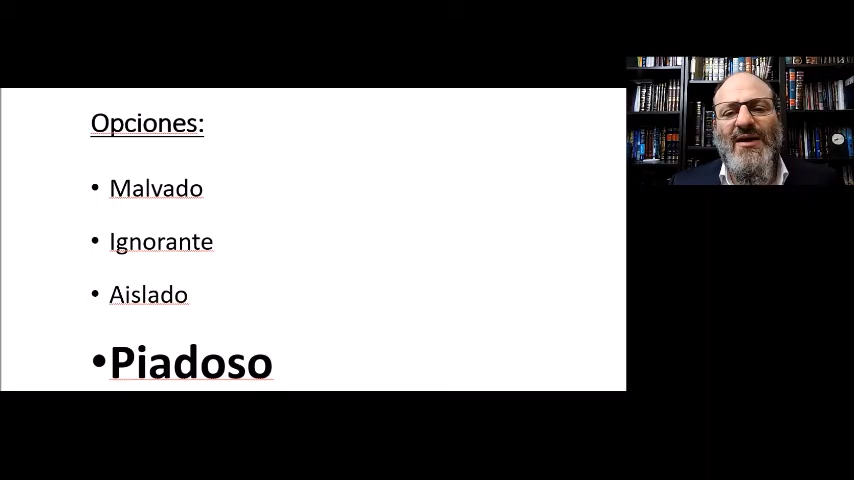 Opciones:
• Malvado
• Ignorante
• Aislado
•Piadoso